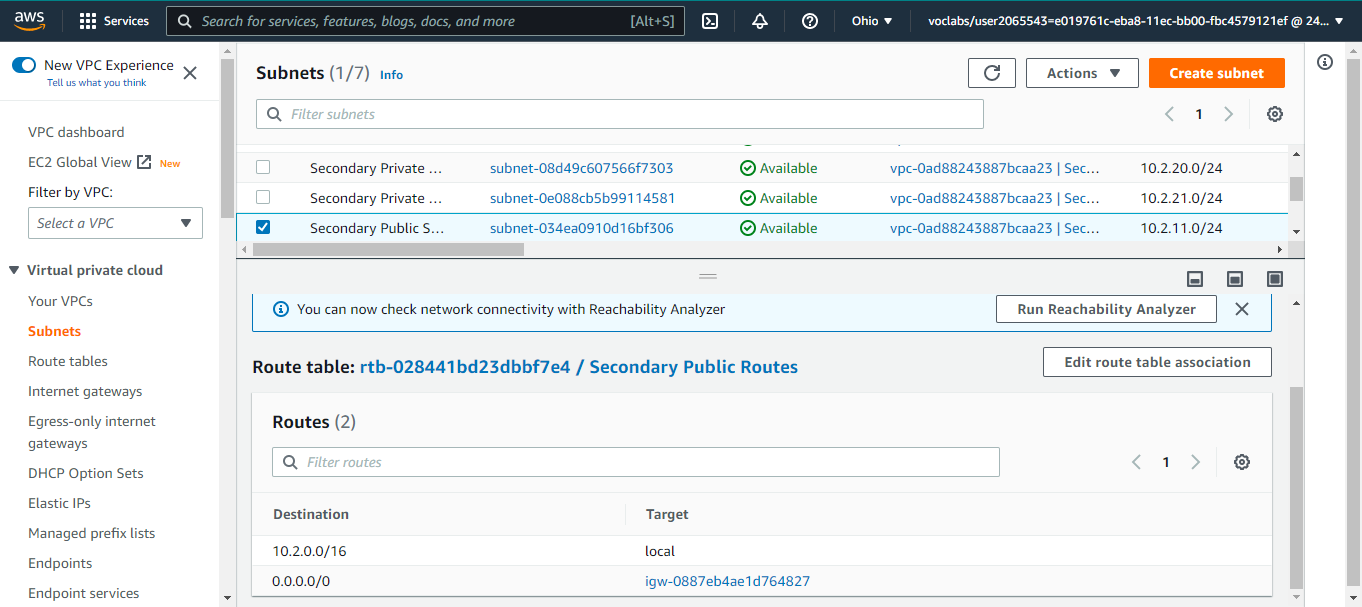 aws Services Search for services, features, blogs, docs, and more [Alt+S] Ohio ▼ voclabs/user2065543=e019761c-eba8-11ec-bb00-fbc4579121ef @ 24... ▼
New VPC Experience
Tell us what you think
VPC dashboard
EC2 Global View New
Filter by VPC:
Select a VPC
Virtual private cloud
Your VPCs
Subnets
Route tables
Internet gateways
Egress-only internet
gateways
DHCP Option Sets
Elastic IPs
Managed prefix lists
Endpoints
Endpoint services
Subnets (1/7) Info
Actions ▼
Create subnet
Filter subnets
1
Secondary Private ... subnet-08d49c607566f7303 Available vpc-0ad88243887bcaa23 | Sec... 10.2.20.0/24
Secondary Private ... subnet-0e088cb5b99114581 Available vpc-0ad88243887bcaa23 | Sec... 10.2.21.0/24
Secondary Public S... subnet-034ea0910d16bf306 Available vpc-0ad88243887bcaa23 | Sec... 10.2.11.0/24
You can now check network connectivity with Reachability Analyzer Run Reachability Analyzer
Route table: rtb-028441bd23dbbf7e4 / Secondary Public Routes Edit route table association
Routes (2)
Filter routes
1
Destination Target
10.2.0.0/16 local
0.0.0.0/0 igw-0887eb4ae1d764827